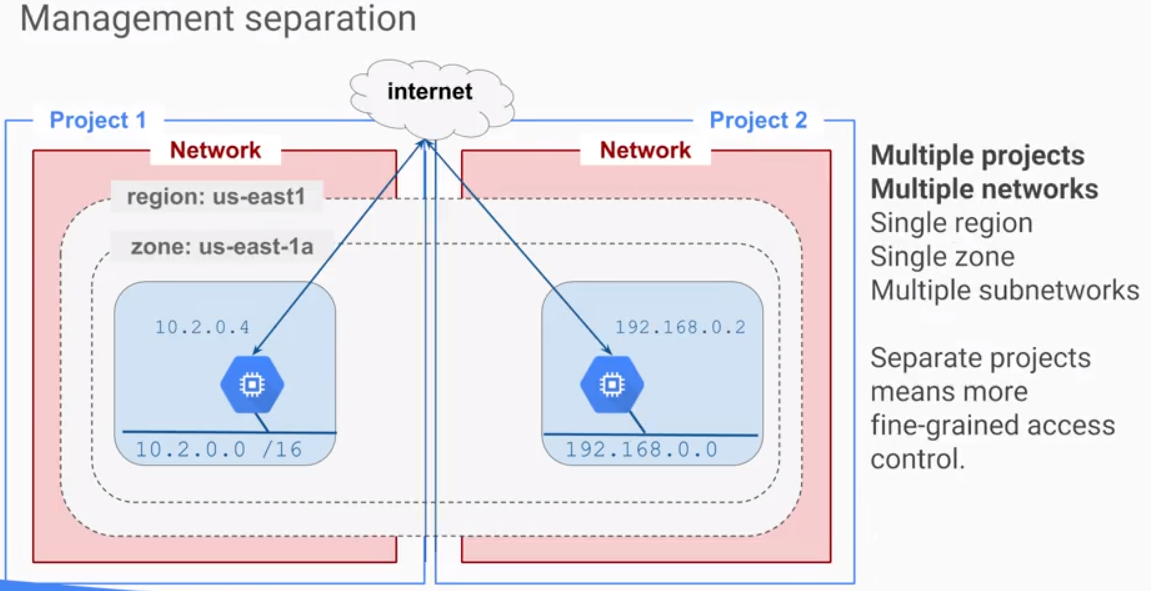 Management separation
internet
Project 1
Project 2
Network
Network
region: us-east1
zone: us-east-1a
10.2.0.4
192.168.0.2
10.2.0.0 /16
192.168.0.0
Multiple projects
Multiple networks
Single region
Single zone
Multiple subnetworks
Separate projects
means more
fine-grained access
control.